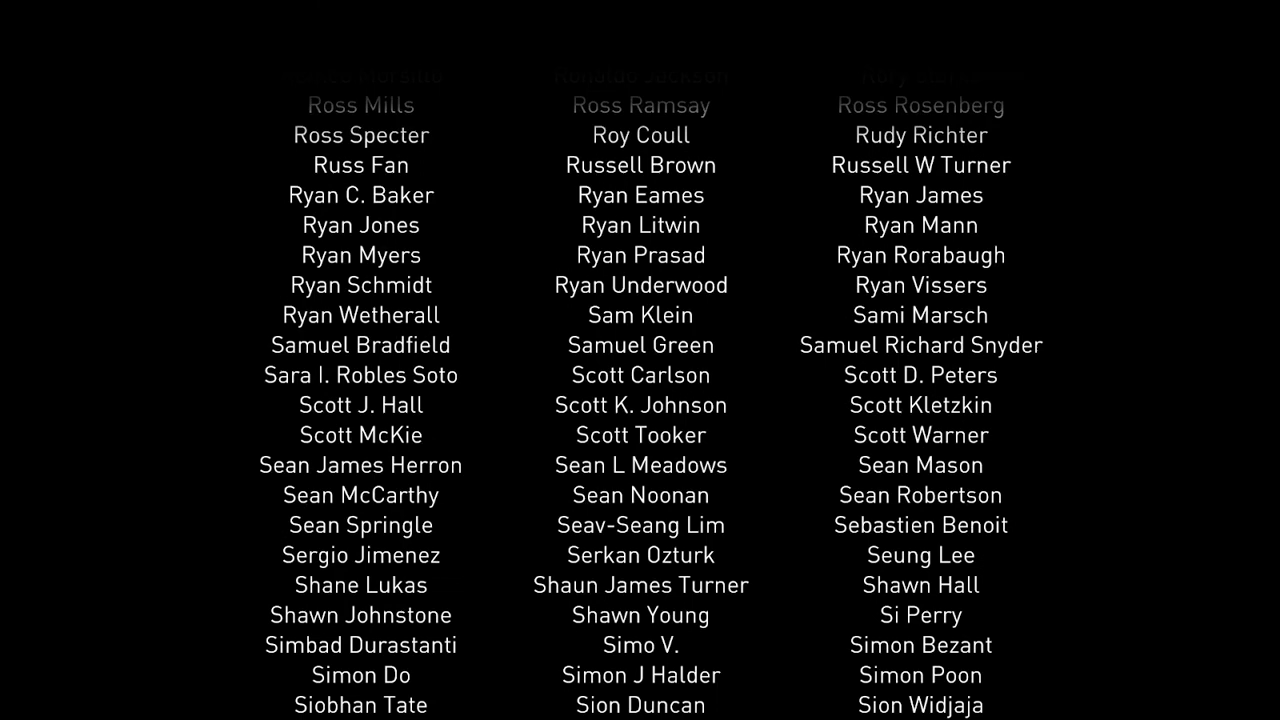 Ross Mills Ross Ramsay Ross Rosenberg
Ross Specter Roy Coull Rudy Richter
Russ Fan Russell Brown Russell W Turner
Ryan C. Baker Ryan Eames Ryan James
Ryan Jones Ryan Litwin Ryan Mann
Ryan Myers Ryan Prasad Ryan Rorabaugh
Ryan Schmidt Ryan Underwood Ryan Vissers
Ryan Wetherall Sam Klein Sami Marsch
Samuel Bradfield Samuel Green Samuel Richard Snyder
Sara I. Robles Soto Scott Carlson Scott D. Peters
Scott J. Hall Scott K. Johnson Scott Kletzkin
Scott McKie Scott Tooker Scott Warner
Sean James Herron Sean L Meadows Sean Mason
Sean McCarthy Sean Noonan Sean Robertson
Sean Springle Seav-Seang Lim Sebastien Benoit
Sergio Jimenez Serkan Ozturk Seung Lee
Shane Lukas Shaun James Turner Shawn Hall
Shawn Johnstone Shawn Young Si Perry
Simbad Durastanti Simo V. Simon Bezant
Simon Do Simon J Halder Simon Poon
Siobhan Tate Sion Duncan Sion Widjaja